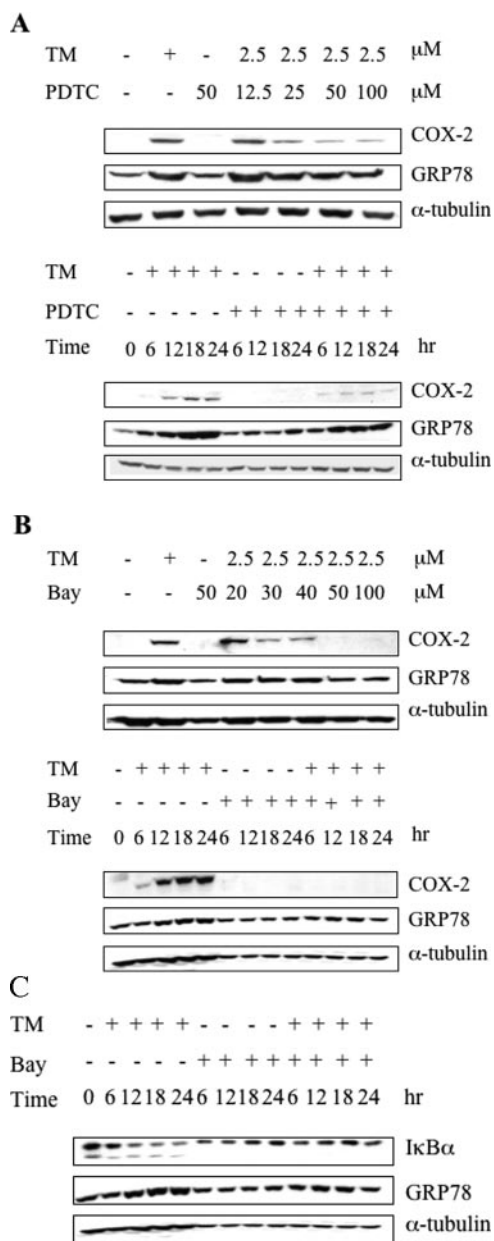 A
TM - + - 2.5 2.5 2.5 2.5 μM
PDTC - - 50 12.5 25 50 100 μM
COX-2
GRP78
α-tubulin
TM - + + + + - - - - + + + +
PDTC - - - - - + + + + + + + +
Time 0 6 12 18 24 6 12 18 24 6 12 18 24 hr
COX-2
GRP78
α-tubulin
B
TM - + - 2.5 2.5 2.5 2.5 2.5 μM
Bay - - 50 20 30 40 50 100 μM
COX-2
GRP78
α-tubulin
TM - + + + + - - - - + + + +
Bay - - - - - + + + + + + + +
Time 0 6 12 18 24 6 12 18 24 6 12 18 24 hr
COX-2
GRP78
α-tubulin
C
TM - + + + + - - - - + + + +
Bay - - - - - + + + + + + + +
Time 0 6 12 18 24 6 12 18 24 6 12 18 24 hr
IκBα
GRP78
α-tubulin